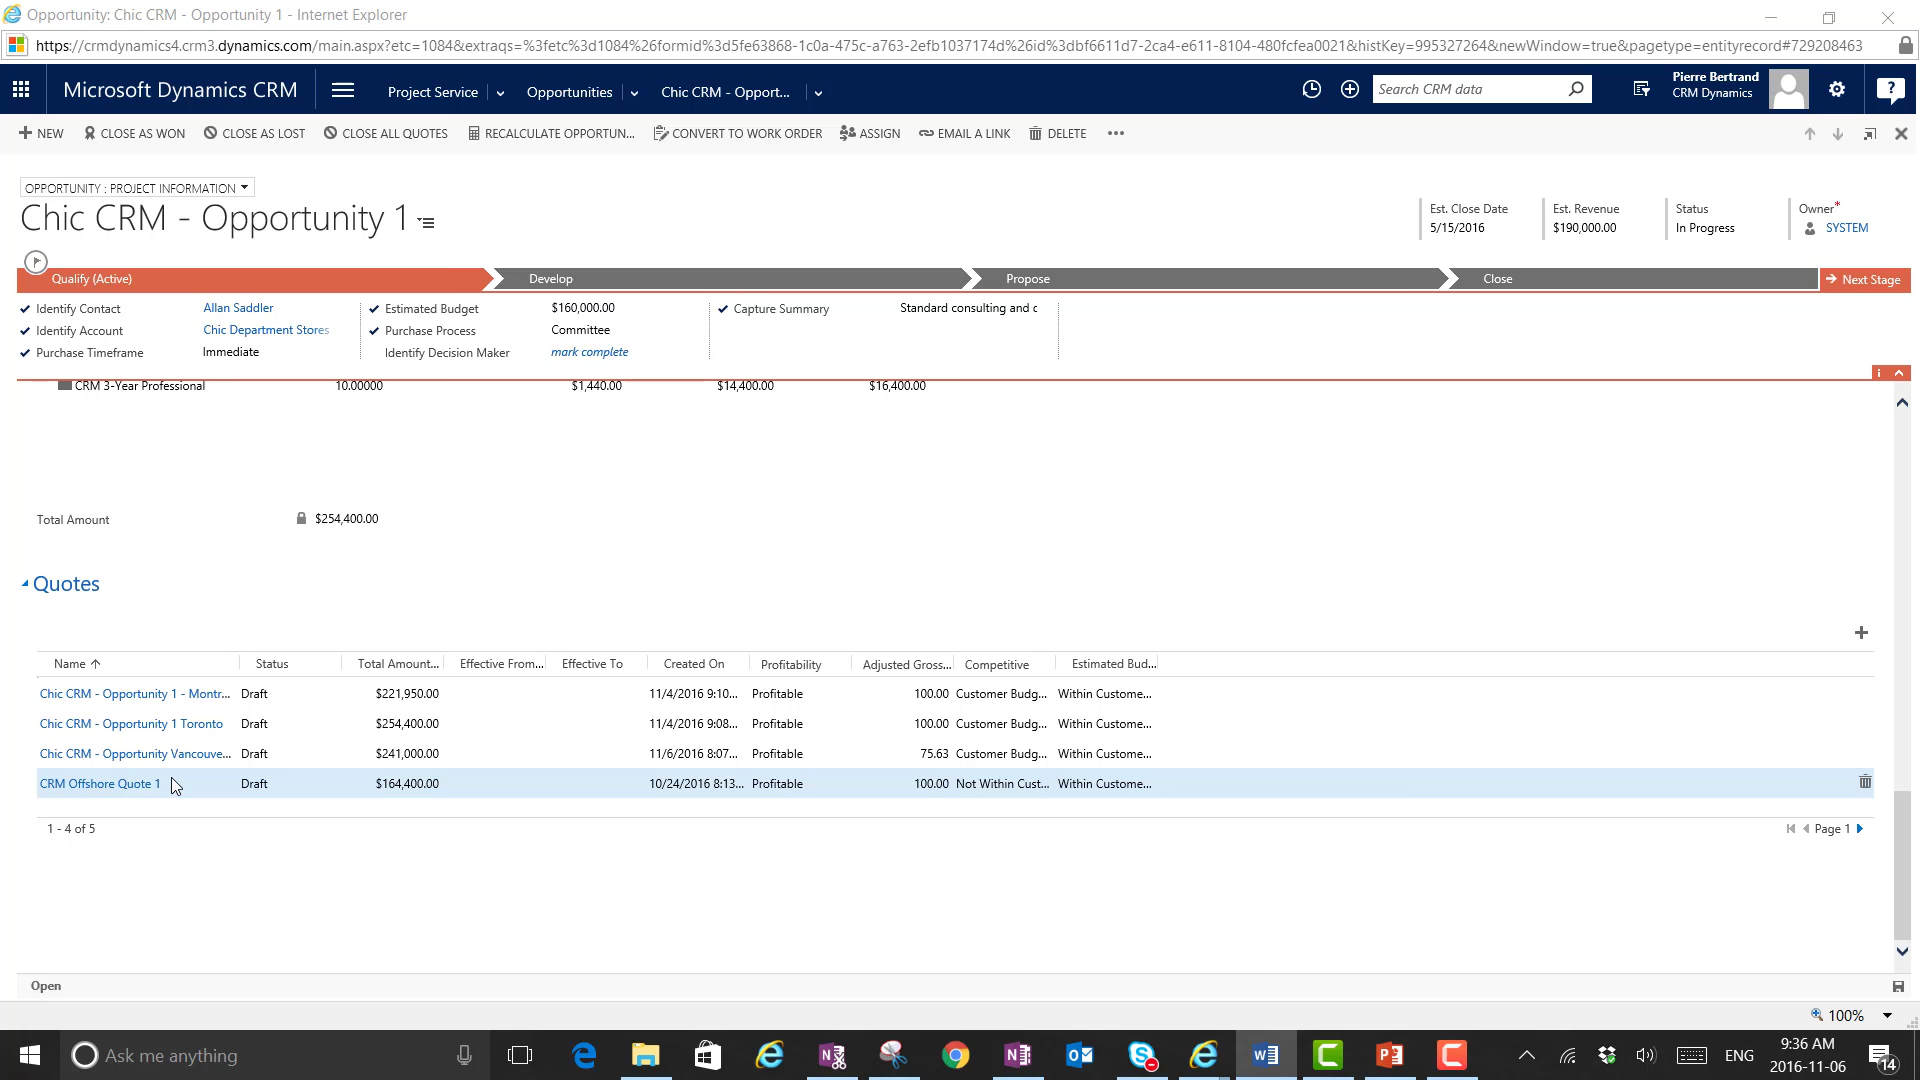 Opportunity: Chic CRM - Opportunity 1 - Internet Explorer
https://crmdynamics4.crm3.dynamics.com/main.aspx?etc=1084&extraqs=%3fetc%3d1084%26formid%3d5fe63868-1c0a-475c-a763-2efb1037174d%26id%3dbf6611d7-2ca4-e611-8104-480fcfea0021&histKey=995327264&newWindow=true&pagetype=entityrecord#729208463
Microsoft Dynamics CRM
Project Service
Opportunities
Chic CRM - Opport...
Search CRM data
Pierre Bertrand
CRM Dynamics
NEW
CLOSE AS WON
CLOSE AS LOST
CLOSE ALL QUOTES
RECALCULATE OPPORTUN...
CONVERT TO WORK ORDER
ASSIGN
EMAIL A LINK
DELETE
OPPORTUNITY : PROJECT INFORMATION
Chic CRM - Opportunity 1
Est. Close Date
5/15/2016
Est. Revenue
$190,000.00
Status
In Progress
Owner*
SYSTEM
Qualify (Active)
Develop
Propose
Close
Next Stage
Identify Contact Allan Saddler
Identify Account Chic Department Stores
Purchase Timeframe Immediate
Estimated Budget $160,000.00
Purchase Process Committee
Identify Decision Maker mark complete
Capture Summary Standard consulting and c
CRM 3-Year Professional 10.00000 $1,440.00 $14,400.00 $16,400.00
Total Amount $254,400.00
Quotes
Name Status Total Amount... Effective From... Effective To Created On Profitability Adjusted Gross... Competitive Estimated Bud...
Chic CRM - Opportunity 1 - Montr... Draft $221,950.00 11/4/2016 9:10... Profitable 100.00 Customer Budg... Within Custome...
Chic CRM - Opportunity 1 Toronto Draft $254,400.00 11/4/2016 9:08... Profitable 100.00 Customer Budg... Within Custome...
Chic CRM - Opportunity Vancouve... Draft $241,000.00 11/6/2016 8:07... Profitable 75.63 Customer Budg... Within Custome...
CRM Offshore Quote 1 Draft $164,400.00 10/24/2016 8:13... Profitable 100.00 Not Within Cust... Within Custome...
1 - 4 of 5
Page 1
Open
100%
Ask me anything
ENG
9:36 AM
2016-11-06
14